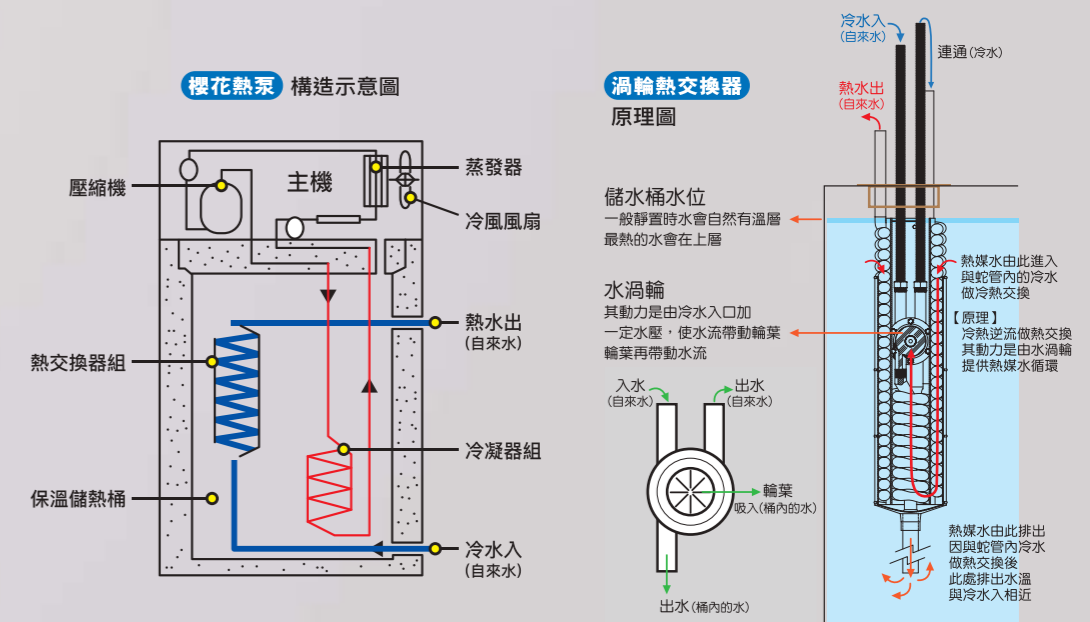 櫻花熱泵 構造示意圖
壓縮機
主機
蒸發器
冷風風扇
熱水出
(自來水)
熱交換器組
冷凝器組
保溫儲熱桶
冷水入
(自來水)
渦輪熱交換器
原理圖
冷水入
(自來水)
連通(冷水)
熱水出
(自來水)
儲水桶水位
一般靜置時水會自然有溫層
最熱的水會在上層
水渦輪
其動力是由冷水入口加
一定水壓，使水流帶動輪葉
輪葉再帶動水流
入水
(自來水)
出水
(自來水)
輪葉
吸入(桶內的水)
出水(桶內的水)
熱媒水由此進入
與蛇管內的冷水
做冷熱交換
【原理】
冷熱逆流做熱交換
其動力是由水渦輪
提供熱媒水循環
熱媒水由此排出
因與蛇管內冷水
做熱交換後
此處排出水溫
與冷水入相近